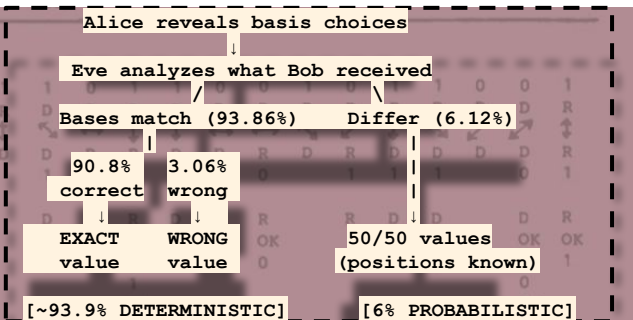 Alice reveals basis choices
↓
Eve analyzes what Bob received
/ \
Bases match (93.86%) Differ (6.12%)
| |
90.8% 3.06% |
correct wrong |
↓ ↓ ↓
EXACT WRONG 50/50 values
value value (positions known)
[~93.9% DETERMINISTIC] [6% PROBABILISTIC]